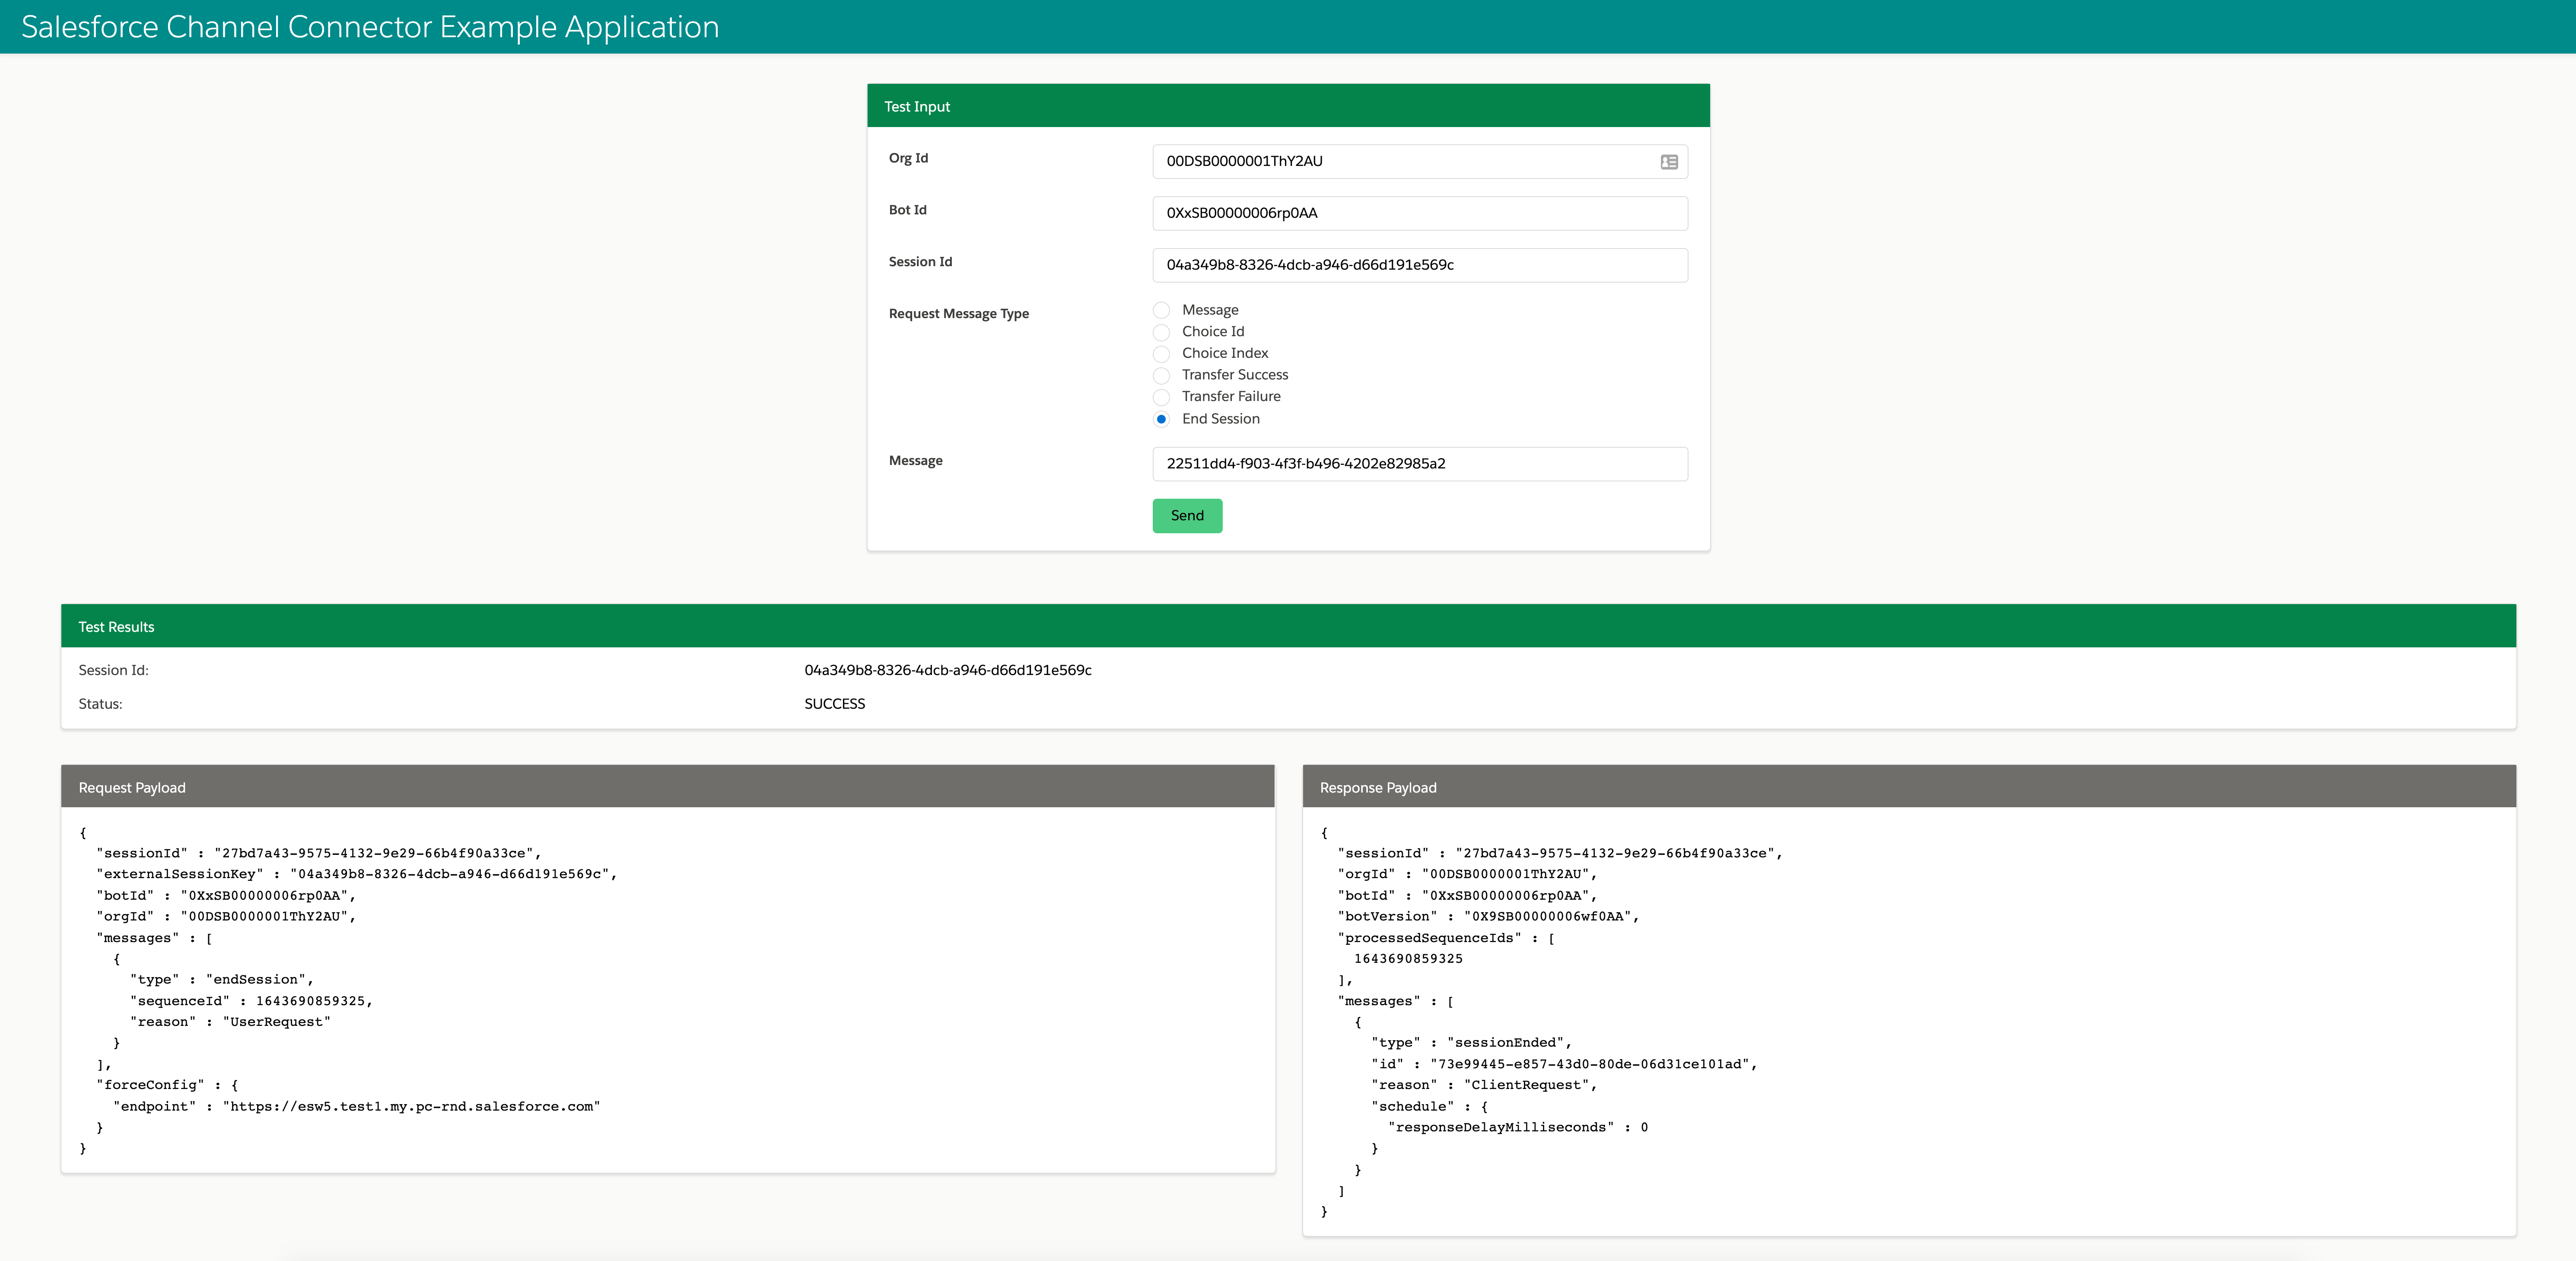 Salesforce Channel Connector Example Application
Test Input
Org Id
00DSB0000001ThY2AU
Bot Id
0XxSB00000006rp0AA
Session Id
04a349b8-8326-4dcb-a946-d66d191e569c
Request Message Type
Message
Choice Id
Choice Index
Transfer Success
Transfer Failure
End Session
Message
22511dd4-f903-4f3f-b496-4202e82985a2
Send
Test Results
Session Id: 04a349b8-8326-4dcb-a946-d66d191e569c
Status: SUCCESS
Request Payload
{
"sessionId" : "27bd7a43-9575-4132-9e29-66b4f90a33ce",
"externalSessionKey" : "04a349b8-8326-4dcb-a946-d66d191e569c",
"botId" : "0XxSB00000006rp0AA",
"orgId" : "00DSB0000001ThY2AU",
"messages" : [
{
"type" : "endSession",
"sequenceId" : 1643690859325,
"reason" : "UserRequest"
}
],
"forceConfig" : {
"endpoint" : "https://esw5.test1.my.pc-rnd.salesforce.com"
}
}
Response Payload
{
"sessionId" : "27bd7a43-9575-4132-9e29-66b4f90a33ce",
"orgId" : "00DSB0000001ThY2AU",
"botId" : "0XxSB00000006rp0AA",
"botVersion" : "0X9SB00000006wf0AA",
"processedSequenceIds" : [
1643690859325
],
"messages" : [
{
"type" : "sessionEnded",
"id" : "73e99445-e857-43d0-80de-06d31ce101ad",
"reason" : "ClientRequest",
"schedule" : {
"responseDelayMilliseconds" : 0
}
}
]
}